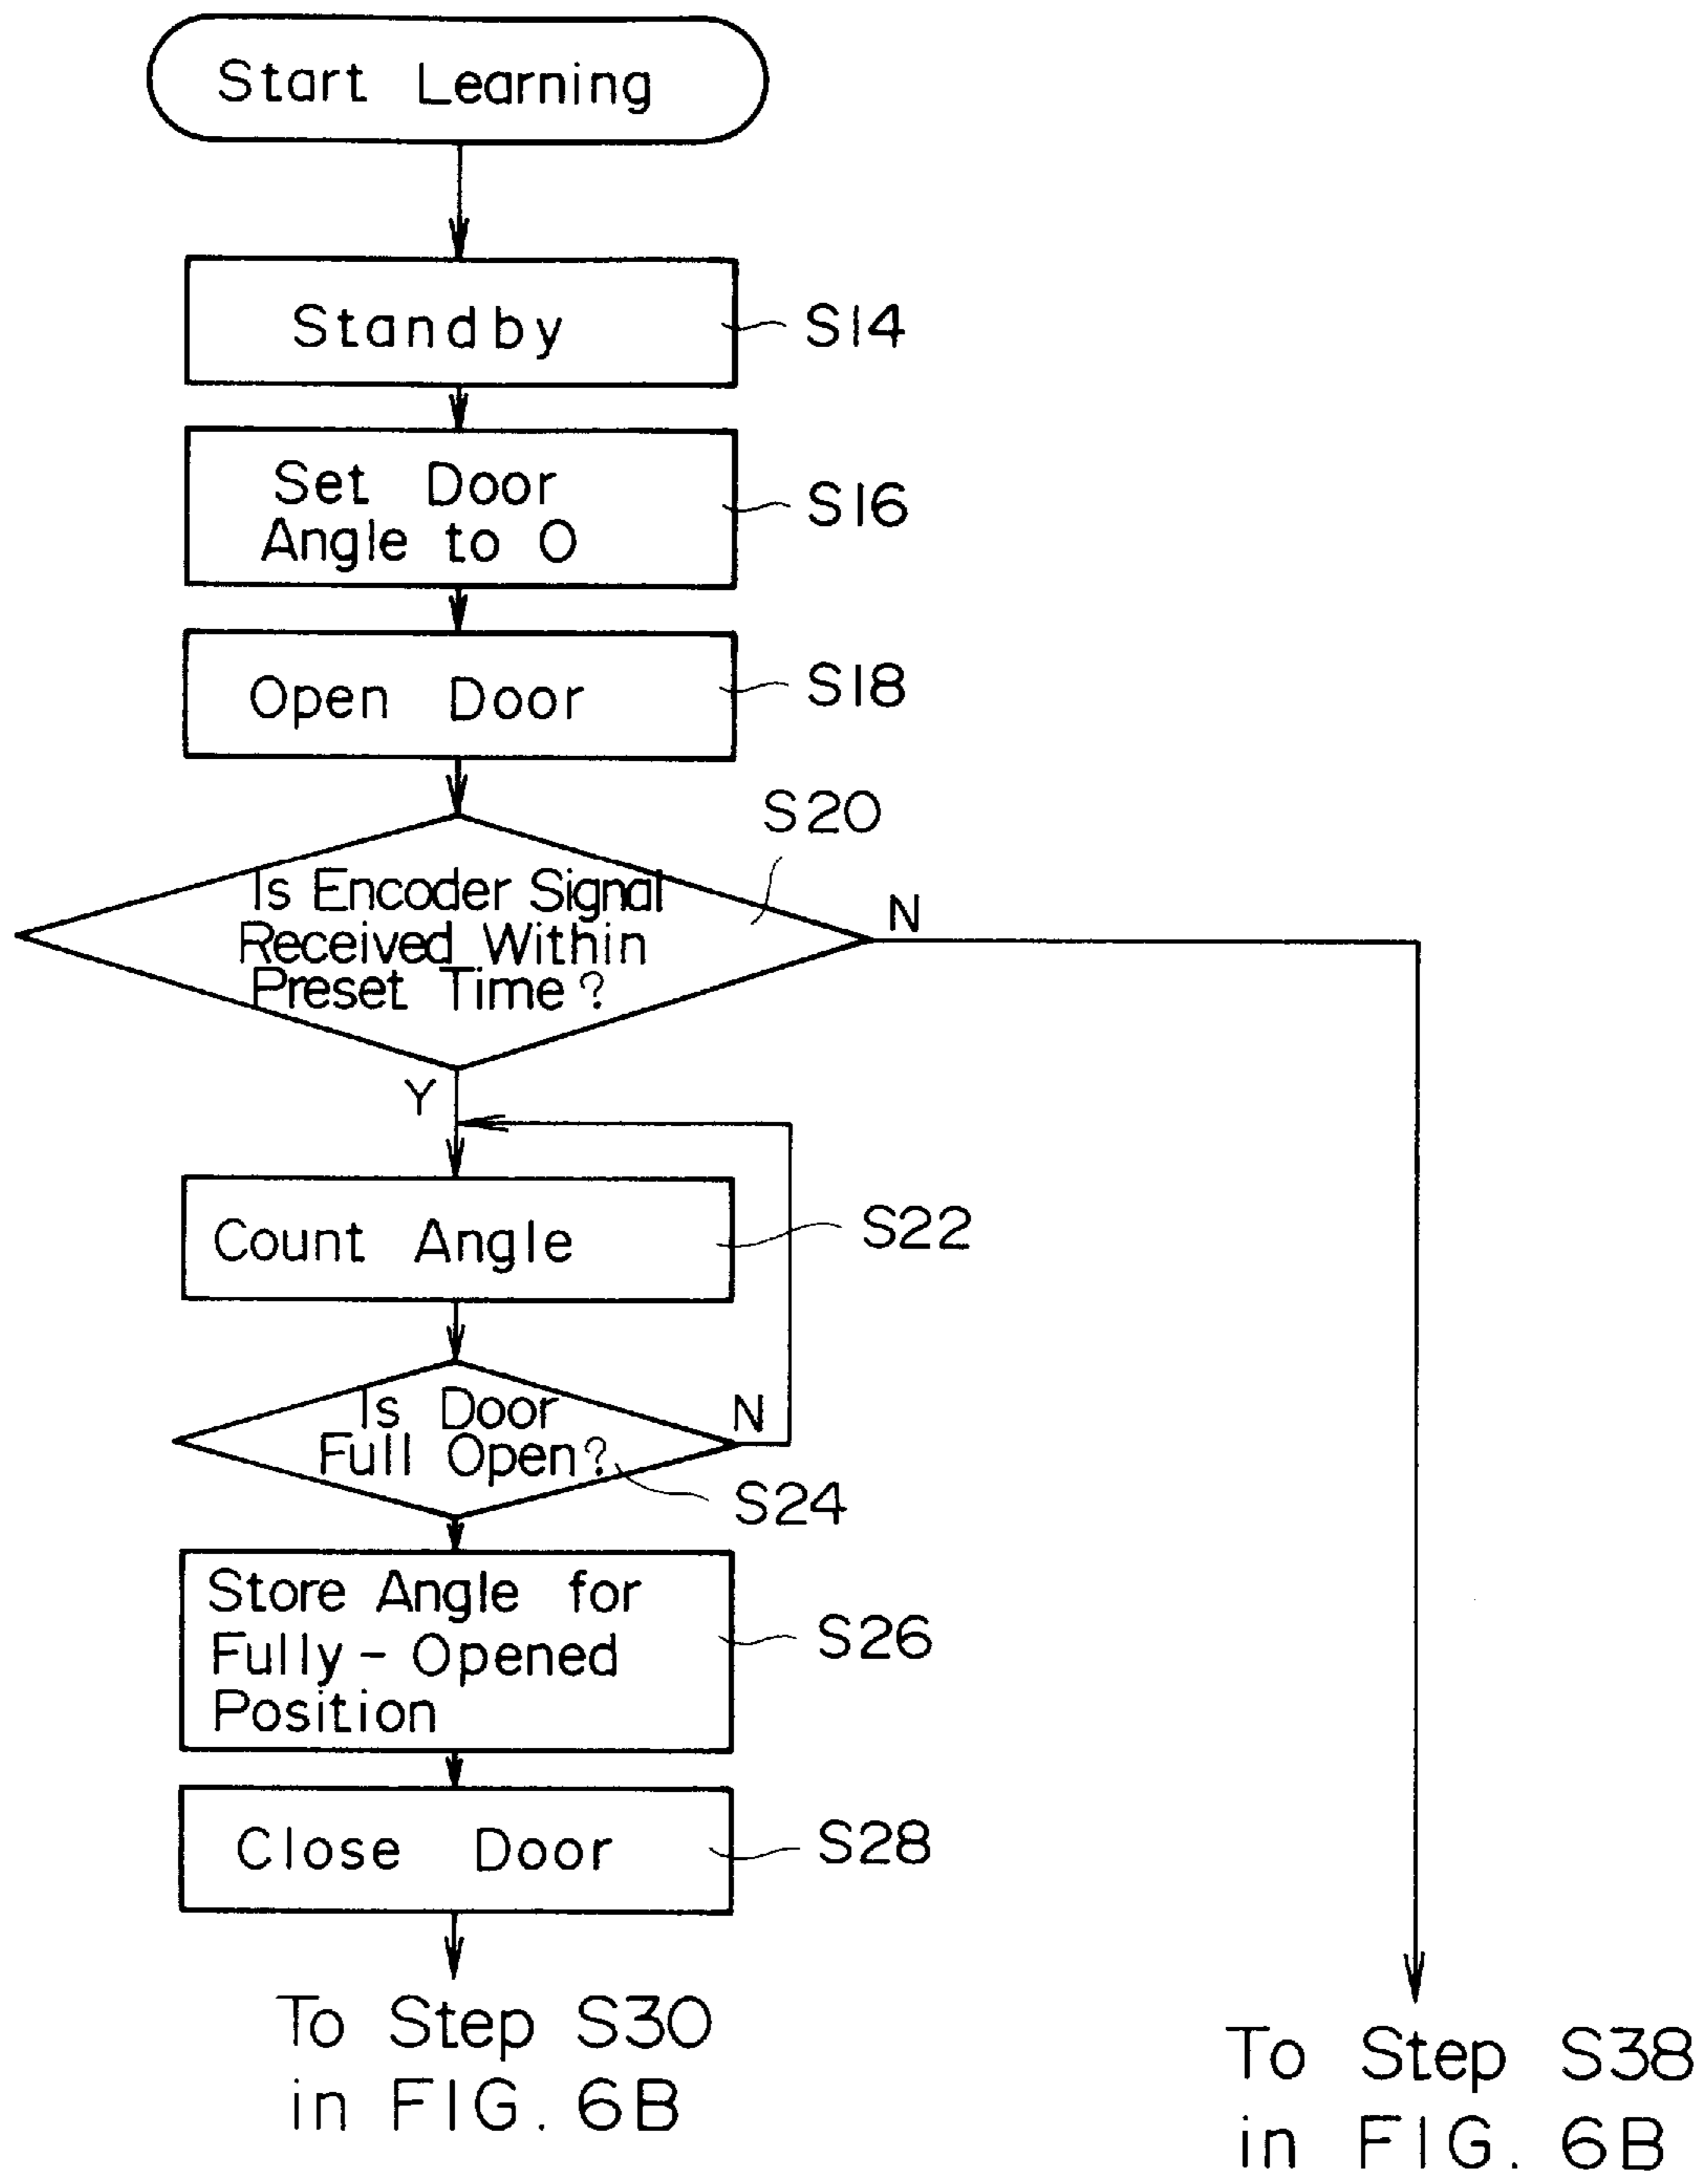 Start Learning
Standby
S14
Set Door
Angle to 0
S16
Open Door
S18
S20
Is Encoder Signal
Received Within
Preset Time?
N
Y
Count Angle
S22
Is Door
Full Open?
N
S24
Store Angle for
Fully-Opened
Position
S26
Close Door
S28
To Step S30
in FIG. 6B
To Step S38
in FIG. 6B